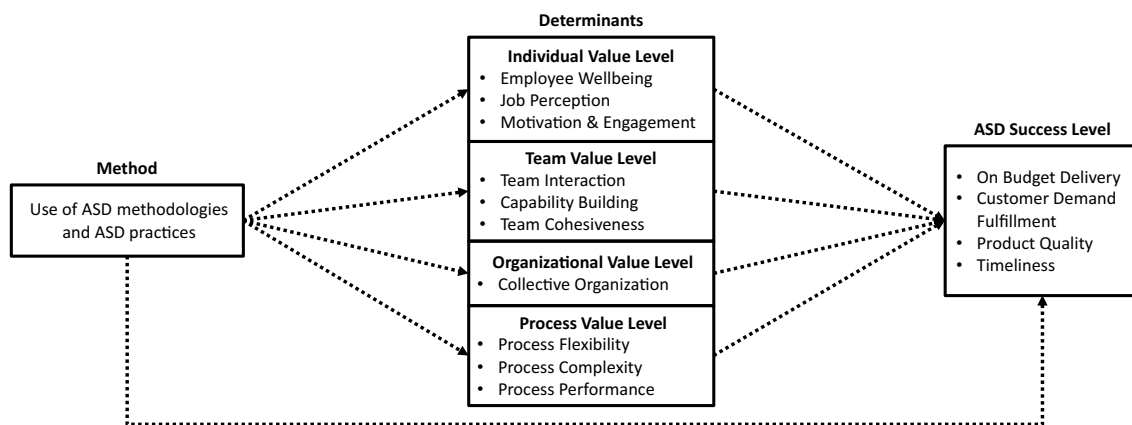 Method
Use of ASD methodologies
and ASD practices
Determinants
Individual Value Level
• Employee Wellbeing
• Job Perception
• Motivation & Engagement
Team Value Level
• Team Interaction
• Capability Building
• Team Cohesiveness
Organizational Value Level
• Collective Organization
Process Value Level
• Process Flexibility
• Process Complexity
• Process Performance
ASD Success Level
• On Budget Delivery
• Customer Demand
Fulfillment
• Product Quality
• Timeliness